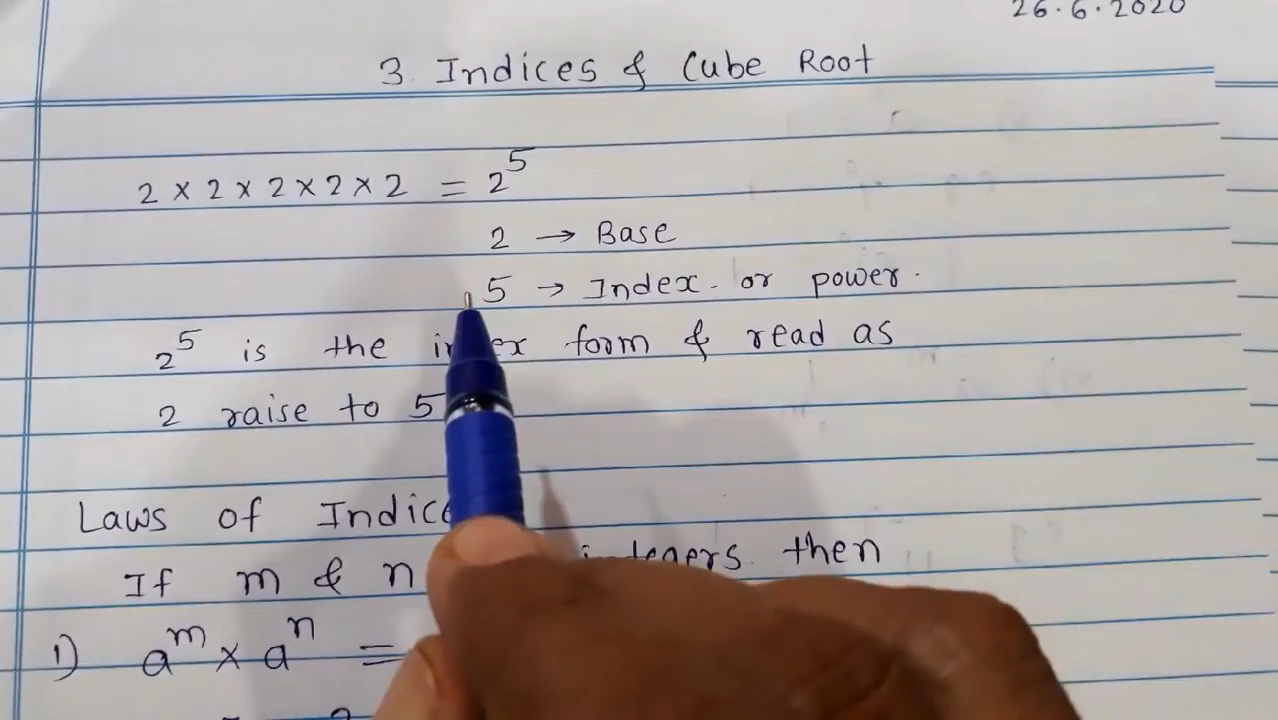 26.6.2020
3. Indices & Cube Root
2 × 2 × 2 × 2 × 2 = 2^5
2 → Base
5 → Index or power.
2^5 is the form & read as
2 raise to 5
Laws of
If m & n then
1) a^m × a^n =